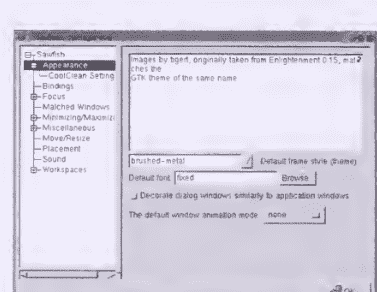 Sawfish
Appearance
CoolClean Setting
Bindings
Focus
Matched Windows
Minimizing/Maximizi
Miscellaneous
Move/Resize
Placement
Sound
Workspaces
Images by tigert, originally taken from Enlightenment 0.15, mat
ches the
GTK theme of the same name
brushed-metal
Default frame style (theme)
Default font fixed Browse
Decorate dialog windows similarly to application windows
The default window animation mode none
OK